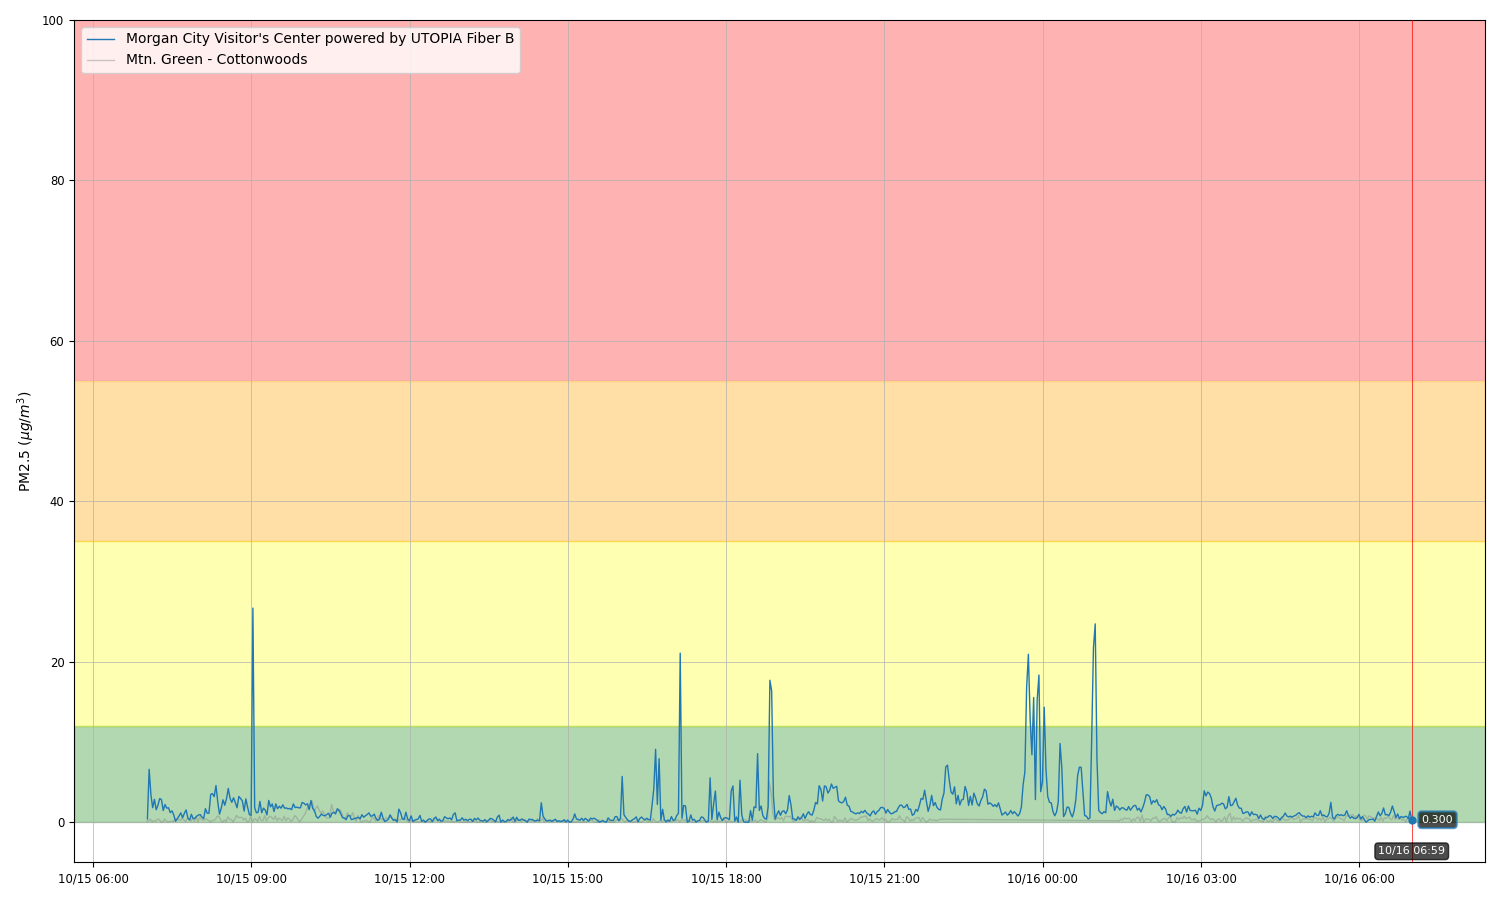 100
Morgan City Visitor's Center powered by UTOPIA Fiber B
Mtn. Green - Cottonwoods
80
60
PM2.5 (μg/m³)
40
20
0
0.300
10/16 06:59
10/15 06:00 10/15 09:00 10/15 12:00 10/15 15:00 10/15 18:00 10/15 21:00 10/16 00:00 10/16 03:00 10/16 06:00